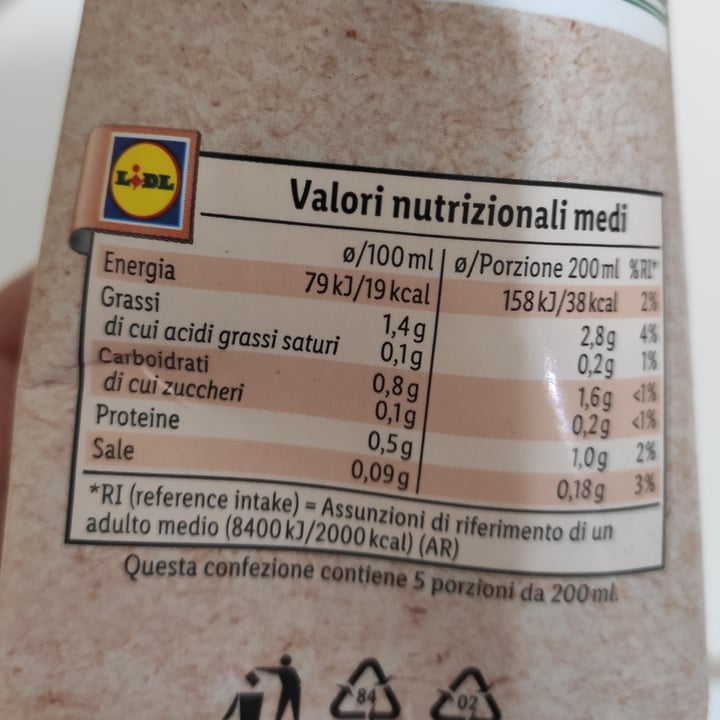 LIDL
Valori nutrizionali medi
ø/100 ml ø/Porzione 200 ml %RI*
Energia 79 kJ/19 kcal 158 kJ/38 kcal 2%
Grassi 1,4 g 2,8 g 4%
di cui acidi grassi saturi 0,1 g 0,2 g 1%
Carboidrati 0,8 g 1,6 g <1%
di cui zuccheri 0,1 g 0,2 g <1%
Proteine 0,5 g 1,0 g 2%
Sale 0,09 g 0,18 g 3%
*RI (reference intake) = Assunzioni di riferimento di un
adulto medio (8400 kJ/2000 kcal) (AR)
Questa confezione contiene 5 porzioni da 200 ml.
84 02